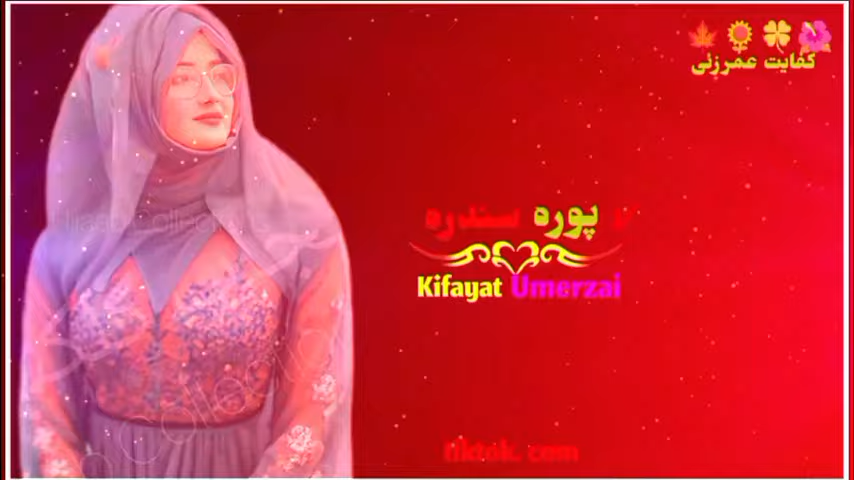 کفایت عمرزئی
پوره سندره
Kifayat Umerzai
tiktok. com